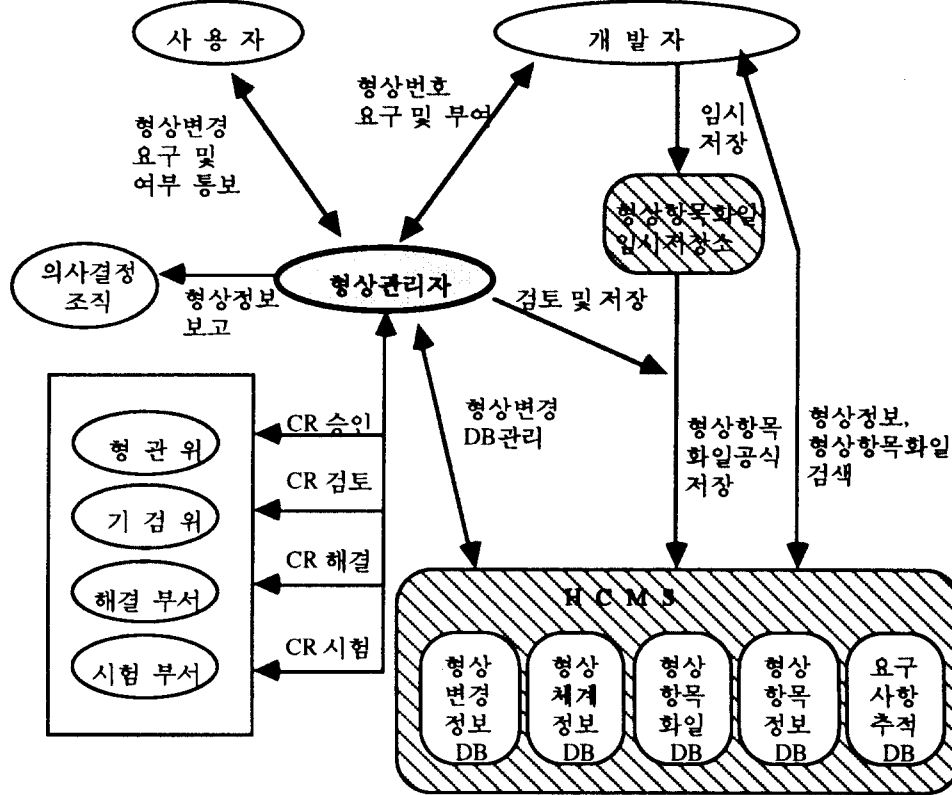 사 용 자
개 발 자
형상번호
요구 및 부여
형상변경
요구 및
여부 통보
임시
저장
형상항목화일
임시저장소
의사결정
조직
형상관리자
형상정보
보고
검토 및 저장
형상변경
DB관리
형상항목
화일공식
저장
형상정보,
형상항목화일
검색
CR 승인
형 관 위
CR 검토
기 검 위
CR 해결
해결 부서
CR 시험
시험 부서
H C M S
형상
변경
정보
DB
형상
체계
정보
DB
형상
항목
화일
DB
형상
항목
정보
DB
요구
사항
추적
DB